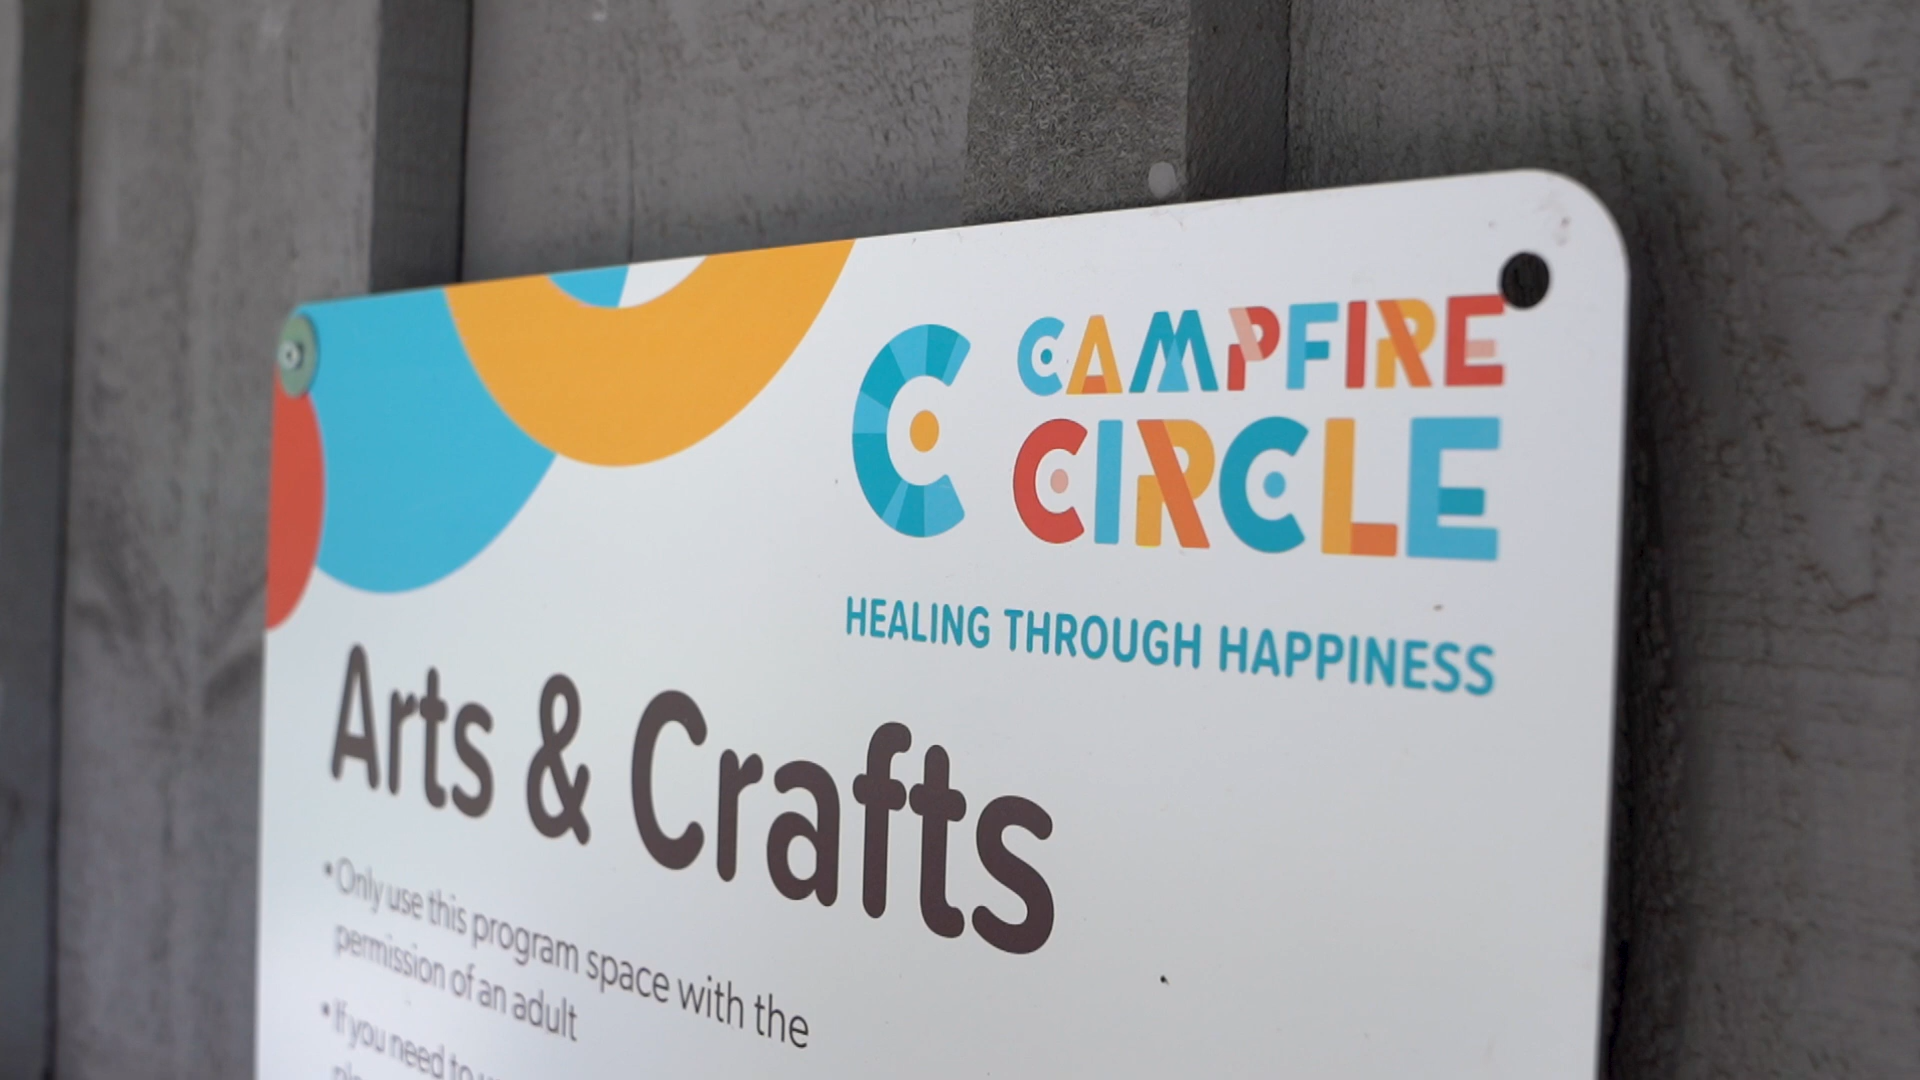 CAMPFIRE
CIRCLE
HEALING THROUGH HAPPINESS
Arts & Crafts
• Only use this program space with the
permission of an adult
• If you need to